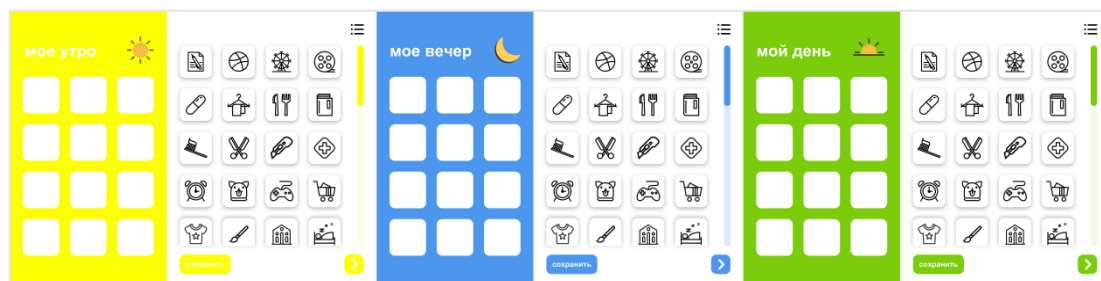 мое утро
сохранить
мое вечер
сохранить
мой день
сохранить